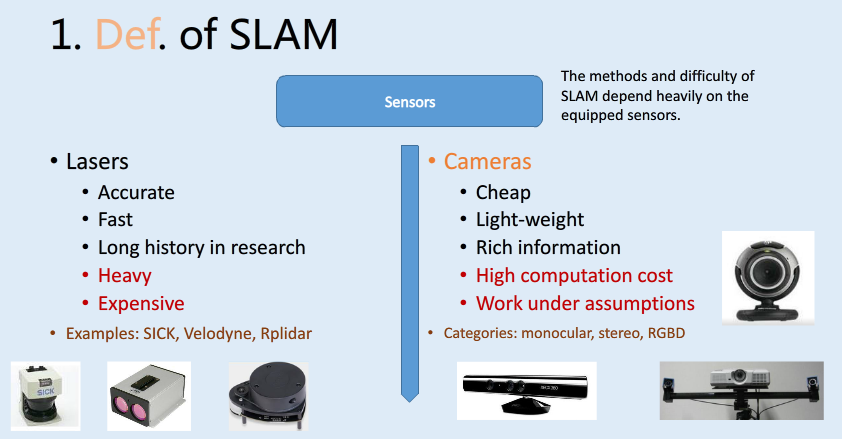 1. Def. of SLAM
Sensors
The methods and difficulty of
SLAM depend heavily on the
equipped sensors.
• Lasers
• Accurate
• Fast
• Long history in research
• Heavy
• Expensive
• Examples: SICK, Velodyne, Rplidar
• Cameras
• Cheap
• Light-weight
• Rich information
• High computation cost
• Work under assumptions
• Categories: monocular, stereo, RGBD
SICK
XBOX360